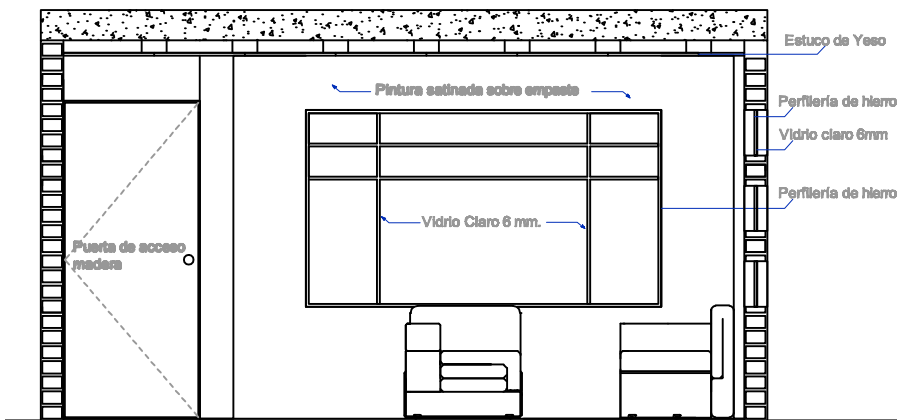 Estuco de Yeso
Pintura satinada sobre empaste
Perfilería de hierro
Vidrio claro 6mm
Perfilería de hierro
Vidrio Claro 6 mm.
Puerta de acceso
madera